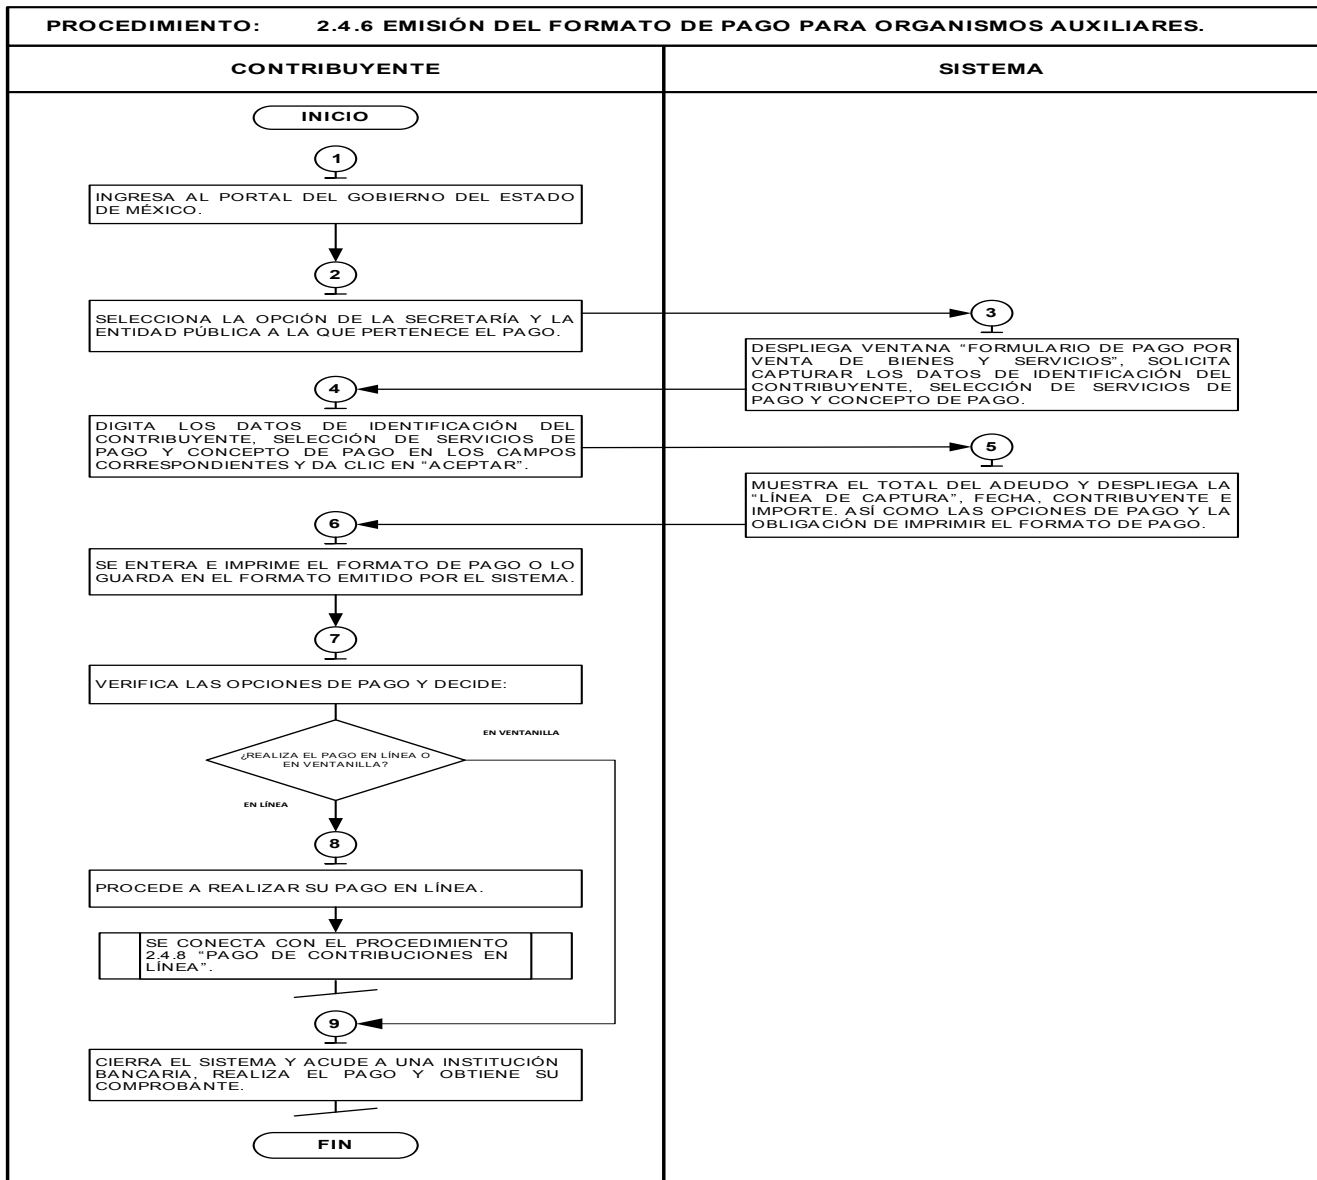 PROCEDIMIENTO: 2.4.6 EMISIÓN DEL FORMATO DE PAGO PARA ORGANISMOS AUXILIARES.
CONTRIBUYENTE
SISTEMA
INICIO
1
INGRESA AL PORTAL DEL GOBIERNO DEL ESTADO
DE MÉXICO.
2
SELECCIONA LA OPCIÓN DE LA SECRETARÍA Y LA
ENTIDAD PÚBLICA A LA QUE PERTENECE EL PAGO.
3
DESPLIEGA VENTANA “FORMULARIO DE PAGO POR
VENTA DE BIENES Y SERVICIOS”, SOLICITA
CAPTURAR LOS DATOS DE IDENTIFICACIÓN DEL
CONTRIBUYENTE, SELECCIÓN DE SERVICIOS DE
PAGO Y CONCEPTO DE PAGO.
4
DIGITA LOS DATOS DE IDENTIFICACIÓN DEL
CONTRIBUYENTE, SELECCIÓN DE SERVICIOS DE
PAGO Y CONCEPTO DE PAGO EN LOS CAMPOS
CORRESPONDIENTES Y DA CLIC EN “ACEPTAR”.
5
MUESTRA EL TOTAL DEL ADEUDO Y DESPLIEGA LA
“LÍNEA DE CAPTURA”, FECHA, CONTRIBUYENTE E
IMPORTE. ASÍ COMO LAS OPCIONES DE PAGO Y LA
OBLIGACIÓN DE IMPRIMIR EL FORMATO DE PAGO.
6
SE ENTERA E IMPRIME EL FORMATO DE PAGO O LO
GUARDA EN EL FORMATO EMITIDO POR EL SISTEMA.
7
VERIFICA LAS OPCIONES DE PAGO Y DECIDE:
¿REALIZA EL PAGO EN LÍNEA O
EN VENTANILLA?
EN VENTANILLA
EN LÍNEA
8
PROCEDE A REALIZAR SU PAGO EN LÍNEA.
SE CONECTA CON EL PROCEDIMIENTO
2.4.8 “PAGO DE CONTRIBUCIONES EN
LÍNEA”.
9
CIERRA EL SISTEMA Y ACUDE A UNA INSTITUCIÓN
BANCARIA, REALIZA EL PAGO Y OBTIENE SU
COMPROBANTE.
FIN